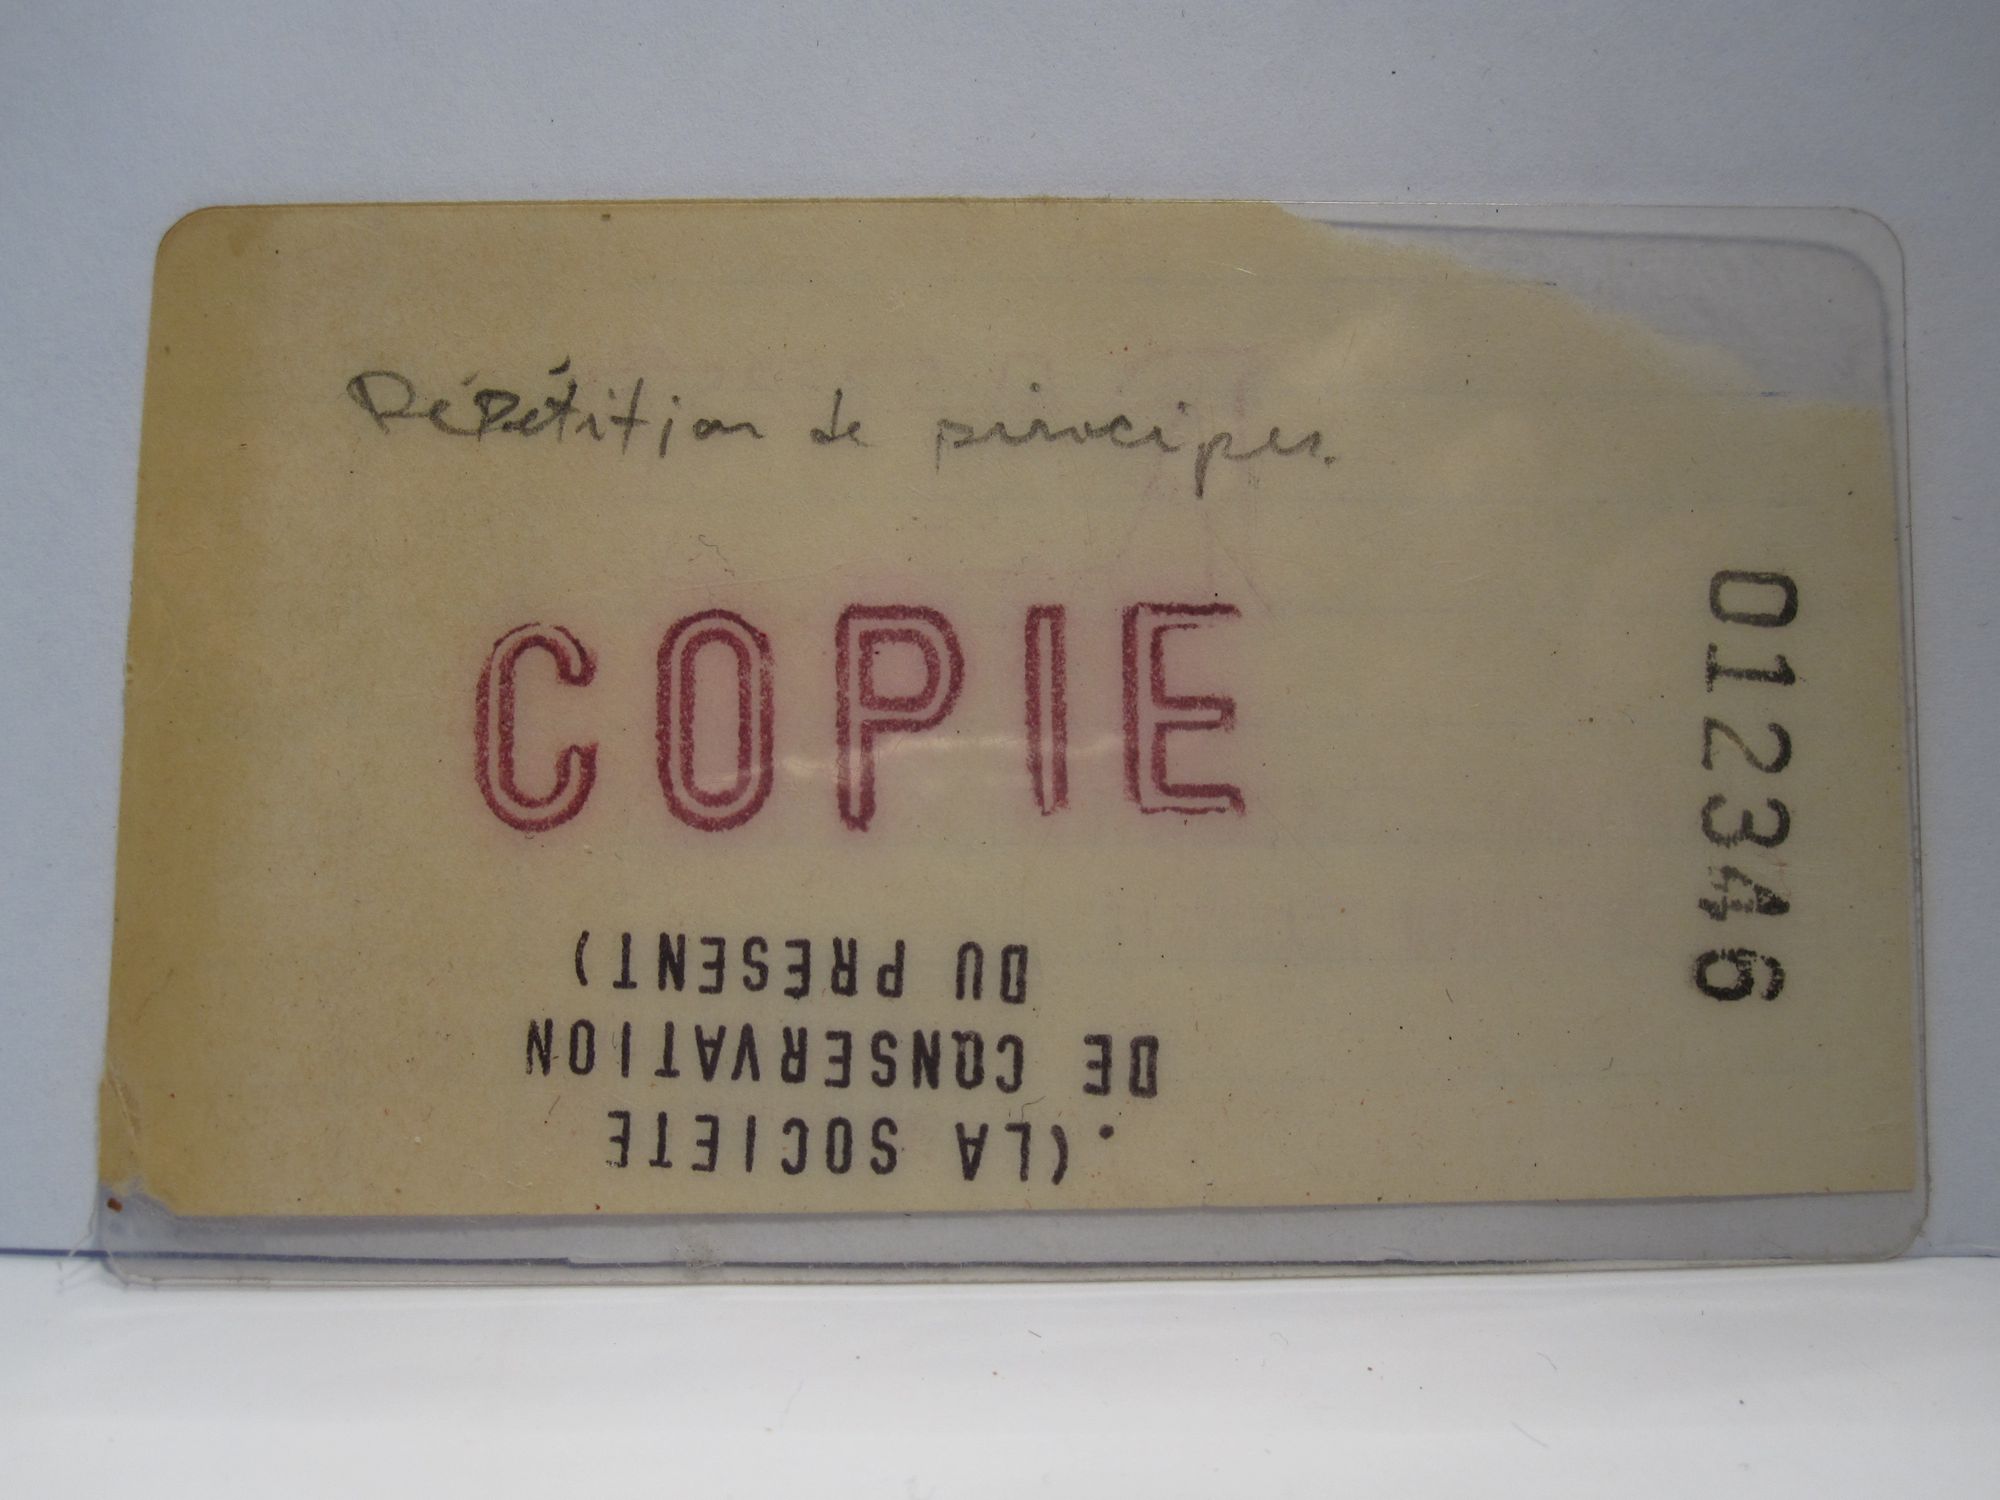 Répétition de principes.
COPIE
.(LA SOCIETE
DE CONSERVATION
DU PRESENT)
012346